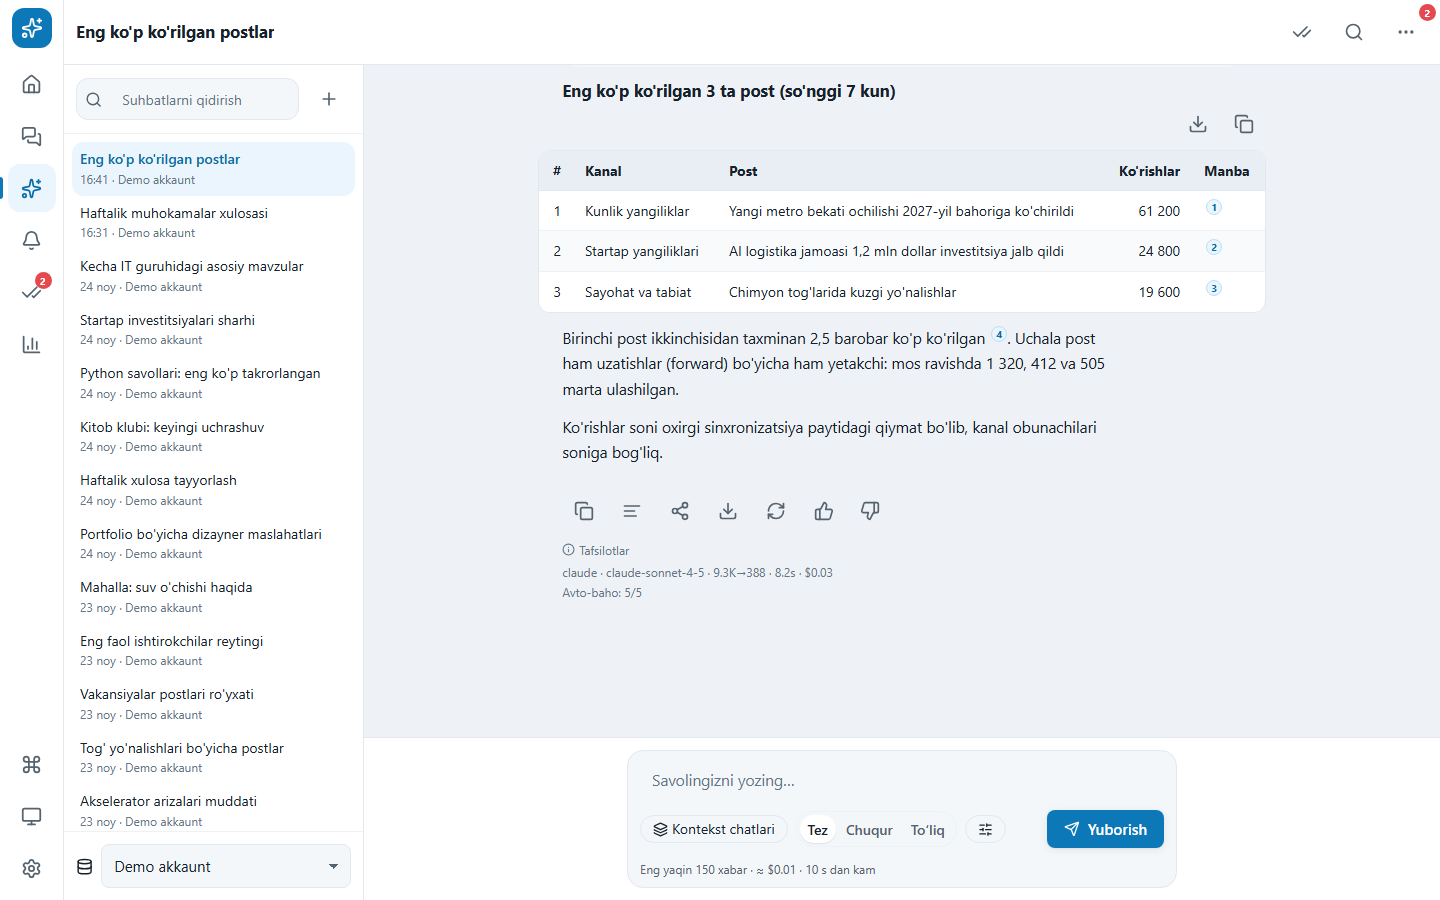 2
Eng ko'p ko'rilgan postlar
Suhbatlarni qidirish
Eng ko'p ko'rilgan postlar
16:41 · Demo akkaunt
Haftalik muhokamalar xulosasi
16:31 · Demo akkaunt
Kecha IT guruhidagi asosiy mavzular
24 noy · Demo akkaunt
2
Startap investitsiyalari sharhi
24 noy · Demo akkaunt
Python savollari: eng ko'p takrorlangan
24 noy · Demo akkaunt
Kitob klubi: keyingi uchrashuv
24 noy · Demo akkaunt
Haftalik xulosa tayyorlash
24 noy · Demo akkaunt
Portfolio bo'yicha dizayner maslahatlari
24 noy · Demo akkaunt
Mahalla: suv o'chishi haqida
23 noy · Demo akkaunt
Eng faol ishtirokchilar reytingi
23 noy · Demo akkaunt
Vakansiyalar postlari ro'yxati
23 noy · Demo akkaunt
Tog' yo'nalishlari bo'yicha postlar
23 noy · Demo akkaunt
Akselerator arizalari muddati
23 noy · Demo akkaunt
Demo akkaunt
Eng ko'p ko'rilgan 3 ta post (so'nggi 7 kun)
# Kanal Post Ko'rishlar Manba
1 Kunlik yangiliklar Yangi metro bekati ochilishi 2027-yil bahoriga ko'chirildi 61 200 1
2 Startap yangiliklari AI logistika jamoasi 1,2 mln dollar investitsiya jalb qildi 24 800 2
3 Sayohat va tabiat Chimyon tog'larida kuzgi yo'nalishlar 19 600 3
Birinchi post ikkinchisidan taxminan 2,5 barobar ko'p ko'rilgan 4. Uchala post
ham uzatishlar (forward) bo'yicha ham yetakchi: mos ravishda 1 320, 412 va 505
marta ulashilgan.
Ko'rishlar soni oxirgi sinxronizatsiya paytidagi qiymat bo'lib, kanal obunachilari
soniga bog'liq.
Tafsilotlar
claude · claude-sonnet-4-5 · 9.3K→388 · 8.2s · $0.03
Avto-baho: 5/5
Savolingizni yozing...
Kontekst chatlari Tez Chuqur Toʻliq Yuborish
Eng yaqin 150 xabar · ≈ $0.01 · 10 s dan kam